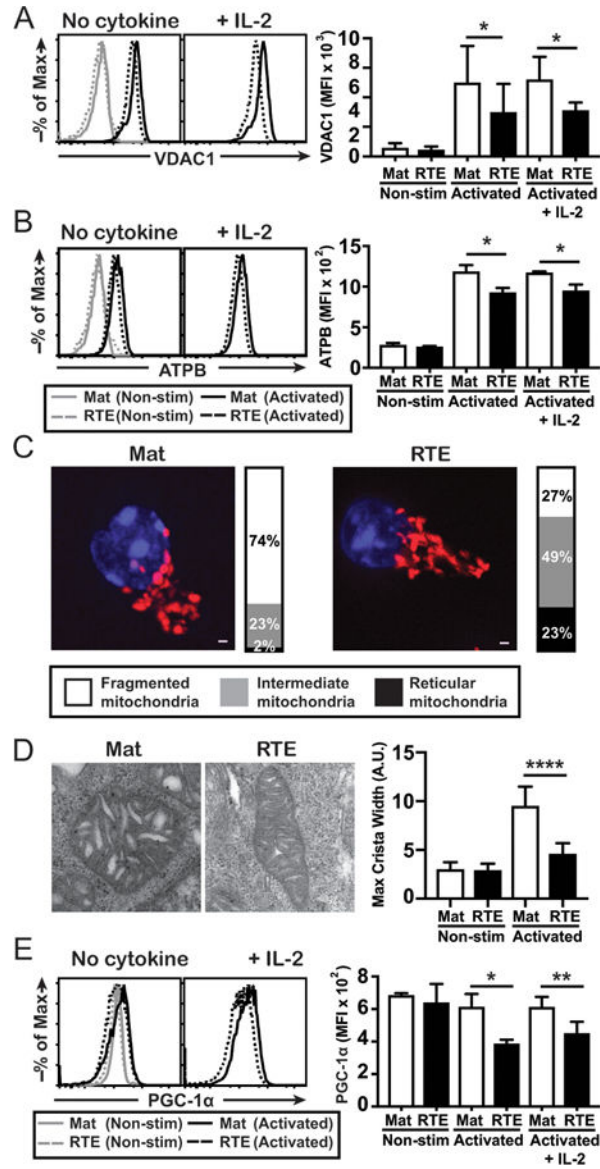 A
No cytokine + IL-2
~% of Max
VDAC1
VDAC1 (MFI x 10³)
10
8
6
4
2
0
* *
Mat RTE Mat RTE Mat RTE
Non-stim Activated Activated
+ IL-2
B
No cytokine + IL-2
~% of Max
ATPB
ATPB (MFI x 10²)
15
10
5
0
* *
Mat RTE Mat RTE Mat RTE
Non-stim Activated Activated
+ IL-2
Mat (Non-stim) Mat (Activated)
RTE (Non-stim) RTE (Activated)
C
Mat RTE
74%
23%
2%
27%
49%
23%
Fragmented mitochondria
Intermediate mitochondria
Reticular mitochondria
D
Mat RTE
Max Crista Width (A.U.)
15
10
5
0
****
Mat RTE Mat RTE
Non-stim Activated
E
No cytokine + IL-2
~% of Max
PGC-1α
PGC-1α (MFI x 10²)
8
6
4
2
0
* **
Mat RTE Mat RTE Mat RTE
Non-stim Activated Activated
+ IL-2
Mat (Non-stim) Mat (Activated)
RTE (Non-stim) RTE (Activated)